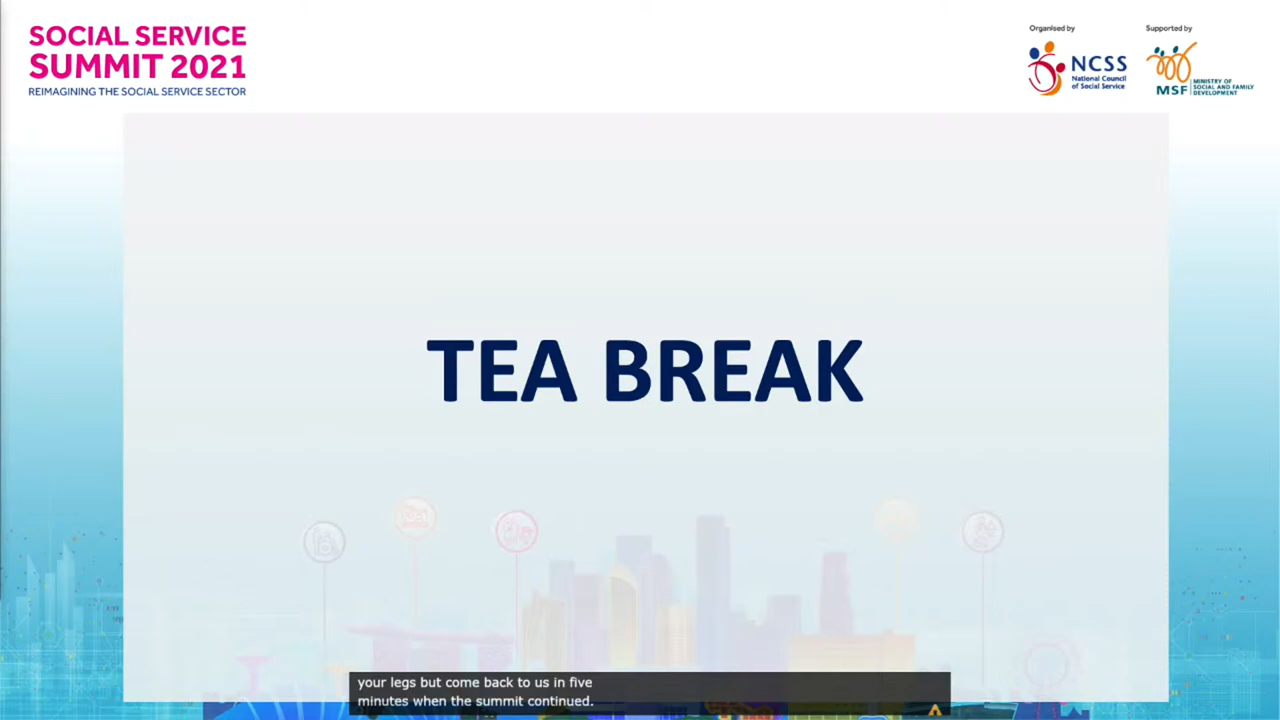 SOCIAL SERVICE
SUMMIT 2021
REIMAGINING THE SOCIAL SERVICE SECTOR
Organised by
NCSS
National Council
of Social Service
Supported by
MSF
MINISTRY OF
SOCIAL AND FAMILY
DEVELOPMENT
TEA BREAK
your legs but come back to us in five
minutes when the summit continued.